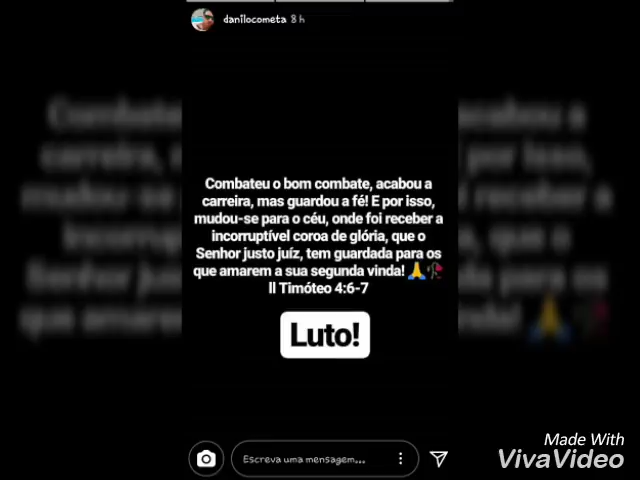 danilocometa 8 h
Combateu o bom combate, acabou a
carreira, mas guardou a fé! E por isso,
mudou-se para o céu, onde foi receber a
incorruptível coroa de glória, que o
Senhor justo juíz, tem guardada para os
que amarem a sua segunda vinda! 🙏🥀
II Timóteo 4:6-7
Luto!
Escreva uma mensagem...
Made With
VivaVideo